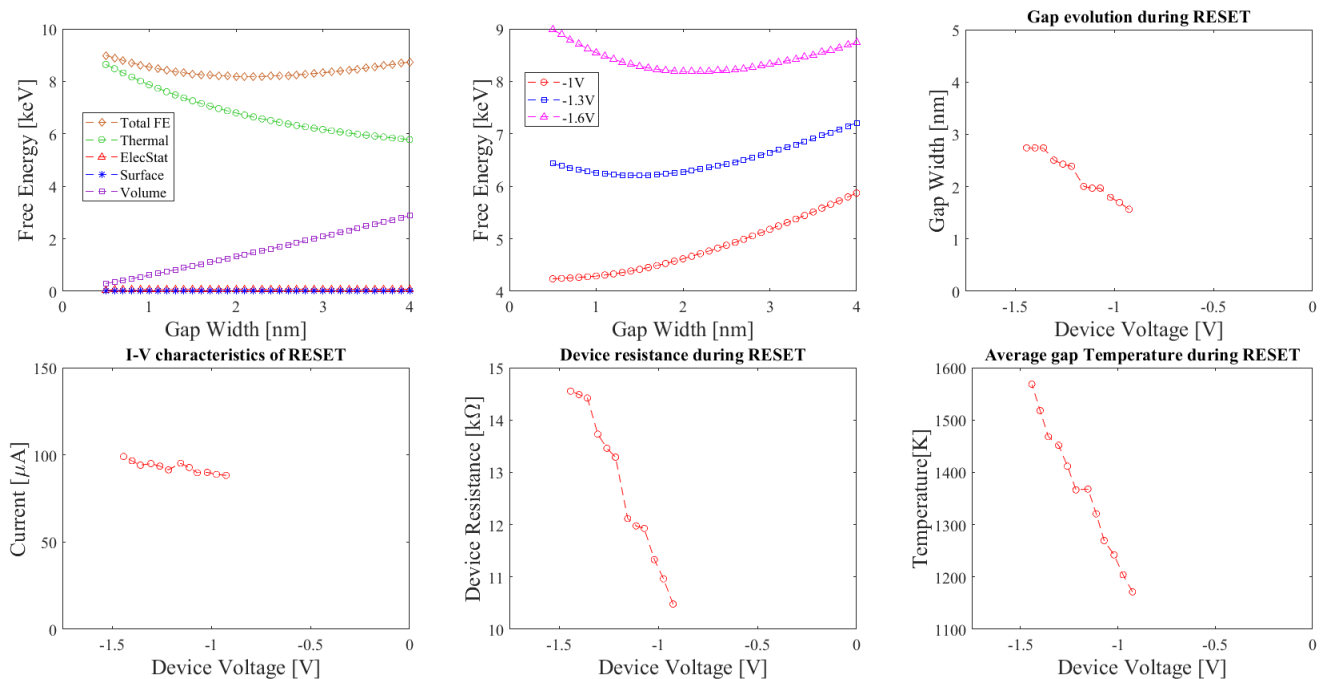 Free Energy [keV]
10
8
6
4
2
0
Total FE
Thermal
ElecStat
Surface
Volume
0
1
2
3
4
Gap Width [nm]
Free Energy [keV]
9
8
7
6
5
4
-1V
-1.3V
-1.6V
0
1
2
3
4
Gap Width [nm]
Gap evolution during RESET
Gap Width [nm]
5
4
3
2
1
0
-1.5
-1
-0.5
0
Device Voltage [V]
I-V characteristics of RESET
Current [μA]
150
100
50
0
-1.5
-1
-0.5
0
Device Voltage [V]
Device resistance during RESET
Device Resistance [kΩ]
15
14
13
12
11
10
-1.5
-1
-0.5
0
Device Voltage [V]
Average gap Temperature during RESET
Temperature[K]
1600
1500
1400
1300
1200
1100
-1.5
-1
-0.5
0
Device Voltage [V]